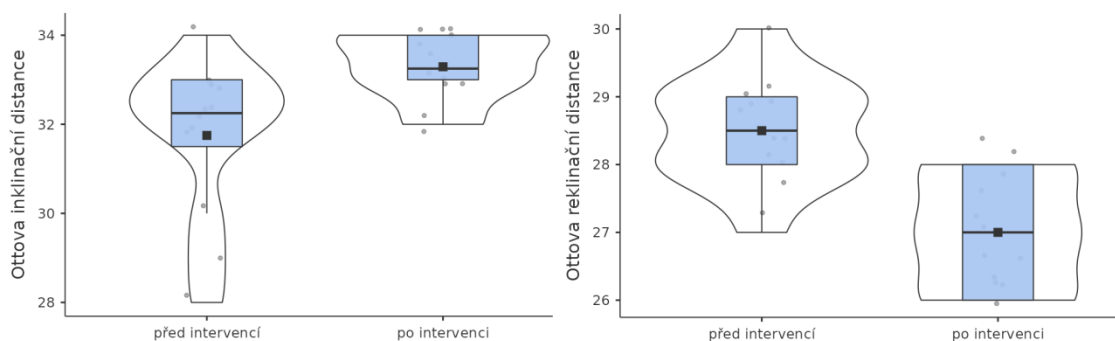 Ottova inklinační distance
34
32
30
28
před intervencí
po intervenci
Ottova reklinační distance
30
29
28
27
26
před intervencí
po intervenci